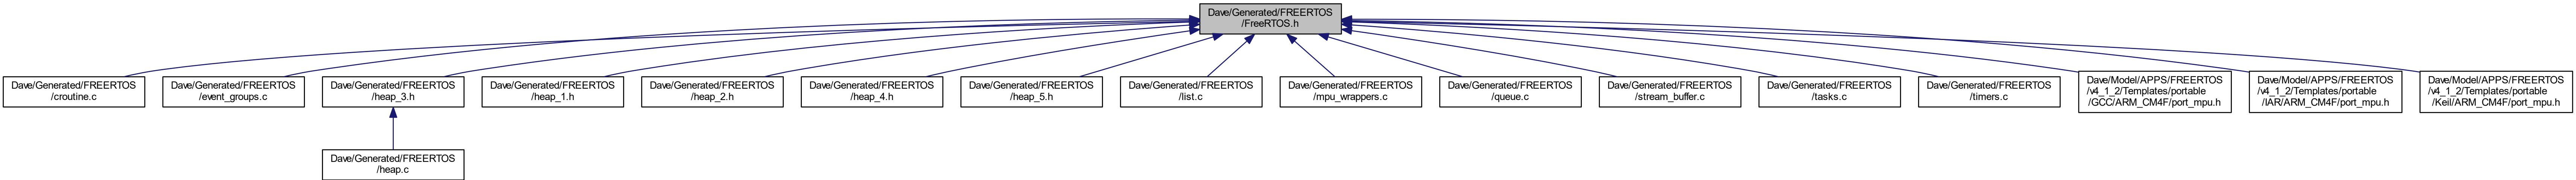 Dave/Generated/FREERTOS
/FreeRTOS.h
Dave/Generated/FREERTOS
/croutine.c
Dave/Generated/FREERTOS
/event_groups.c
Dave/Generated/FREERTOS
/heap_3.h
Dave/Generated/FREERTOS
/heap_1.h
Dave/Generated/FREERTOS
/heap_2.h
Dave/Generated/FREERTOS
/heap_4.h
Dave/Generated/FREERTOS
/heap_5.h
Dave/Generated/FREERTOS
/list.c
Dave/Generated/FREERTOS
/mpu_wrappers.c
Dave/Generated/FREERTOS
/queue.c
Dave/Generated/FREERTOS
/stream_buffer.c
Dave/Generated/FREERTOS
/tasks.c
Dave/Generated/FREERTOS
/timers.c
Dave/Model/APPS/FREERTOS
/v4_1_2/Templates/portable
/GCC/ARM_CM4F/port_mpu.h
Dave/Model/APPS/FREERTOS
/v4_1_2/Templates/portable
/IAR/ARM_CM4F/port_mpu.h
Dave/Model/APPS/FREERTOS
/v4_1_2/Templates/portable
/Keil/ARM_CM4F/port_mpu.h
Dave/Generated/FREERTOS
/heap.c